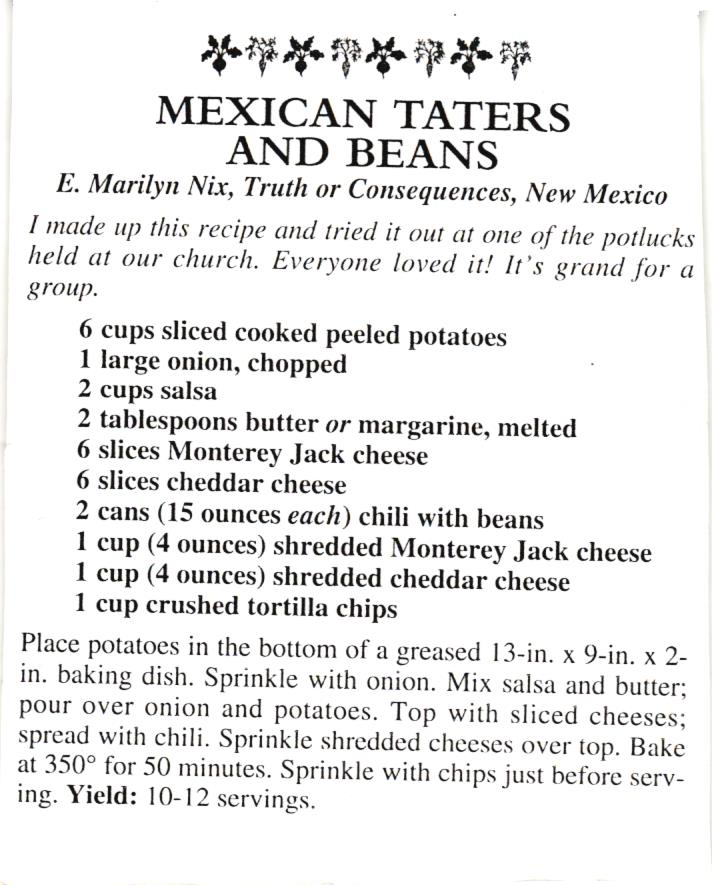 MEXICAN TATERS
AND BEANS
E. Marilyn Nix, Truth or Consequences, New Mexico
I made up this recipe and tried it out at one of the potlucks
held at our church. Everyone loved it! It's grand for a
group.
6 cups sliced cooked peeled potatoes
1 large onion, chopped
2 cups salsa
2 tablespoons butter or margarine, melted
6 slices Monterey Jack cheese
6 slices cheddar cheese
2 cans (15 ounces each) chili with beans
1 cup (4 ounces) shredded Monterey Jack cheese
1 cup (4 ounces) shredded cheddar cheese
1 cup crushed tortilla chips
Place potatoes in the bottom of a greased 13-in. x 9-in. x 2-
in. baking dish. Sprinkle with onion. Mix salsa and butter;
pour over onion and potatoes. Top with sliced cheeses;
spread with chili. Sprinkle shredded cheeses over top. Bake
at 350° for 50 minutes. Sprinkle with chips just before serv-
ing. Yield: 10-12 servings.